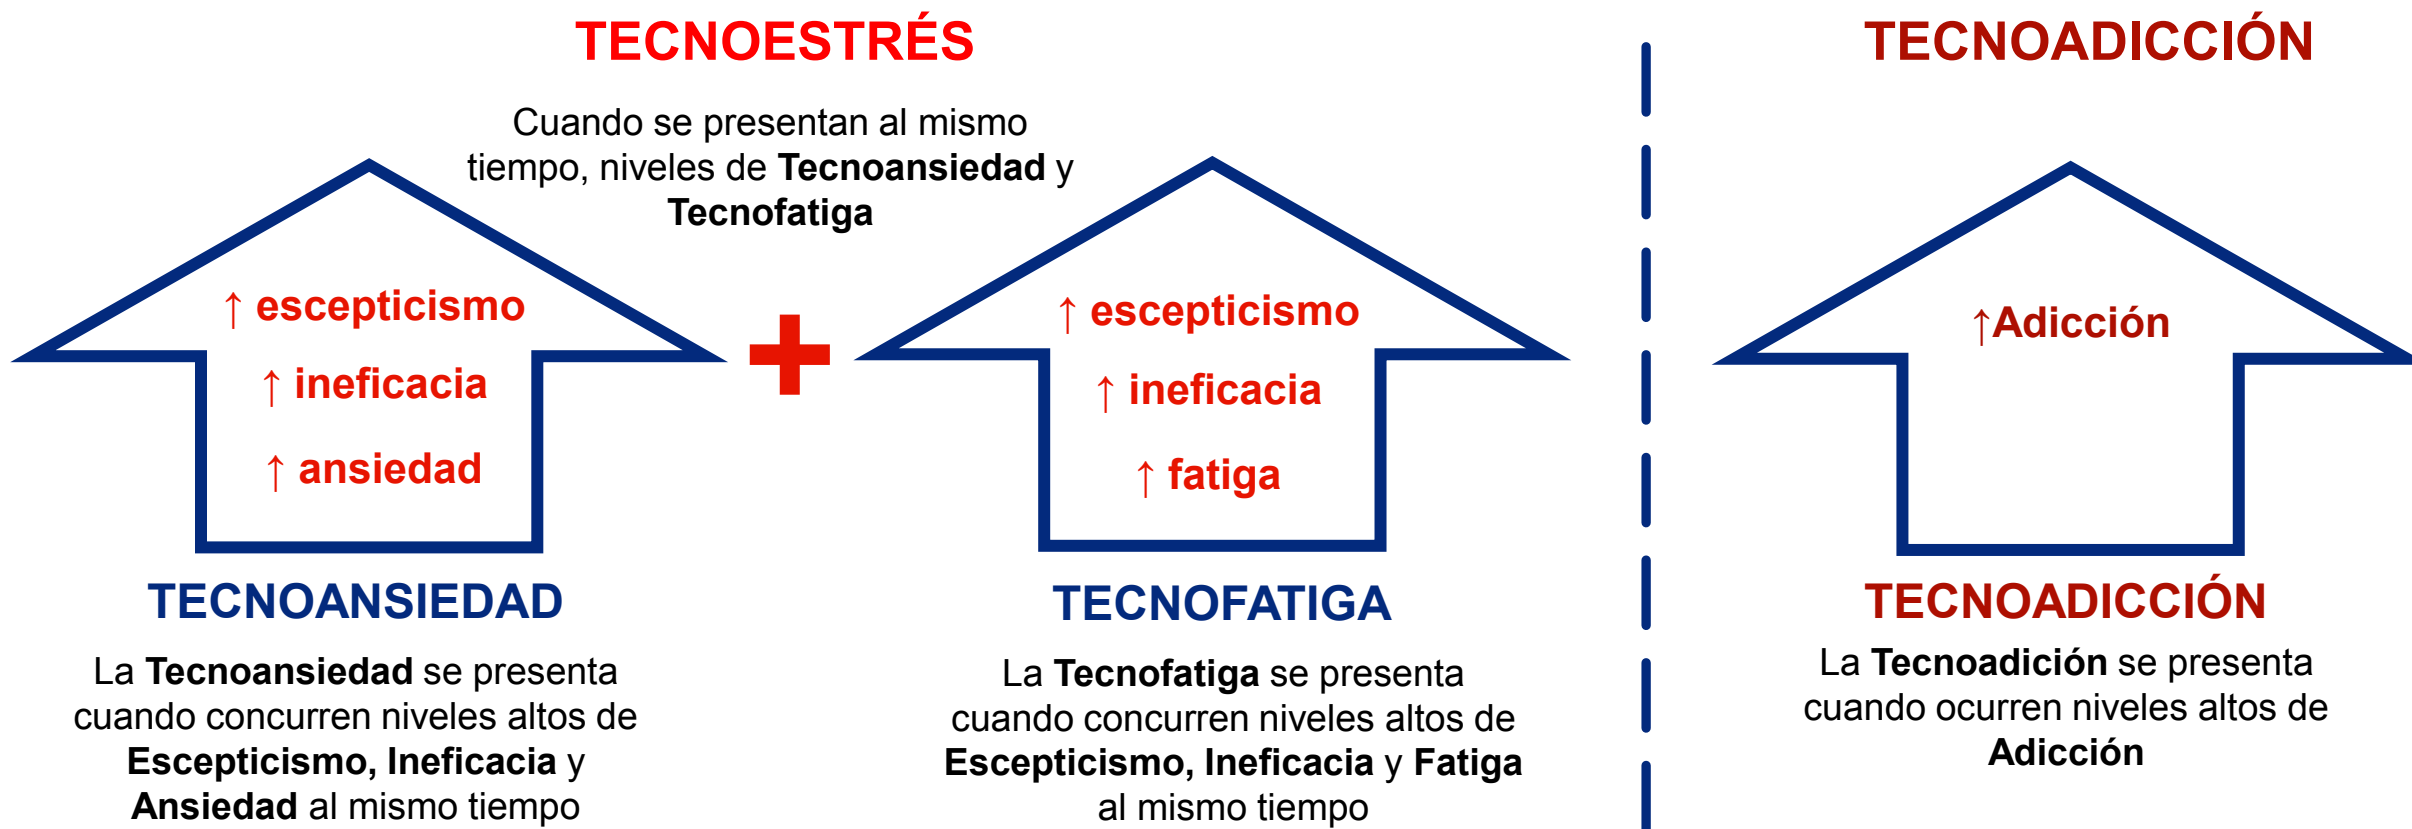 TECNOESTRÉS
Cuando se presentan al mismo
tiempo, niveles de Tecnoansiedad y
Tecnofatiga
↑ escepticismo
↑ ineficacia
↑ ansiedad
TECNOANSIEDAD
La Tecnoansiedad se presenta
cuando concurren niveles altos de
Escepticismo, Ineficacia y
Ansiedad al mismo tiempo
+
↑ escepticismo
↑ ineficacia
↑ fatiga
TECNOFATIGA
La Tecnofatiga se presenta
cuando concurren niveles altos de
Escepticismo, Ineficacia y Fatiga
al mismo tiempo
TECNOADICCIÓN
↑Adicción
TECNOADICCIÓN
La Tecnoadición se presenta
cuando ocurren niveles altos de
Adicción